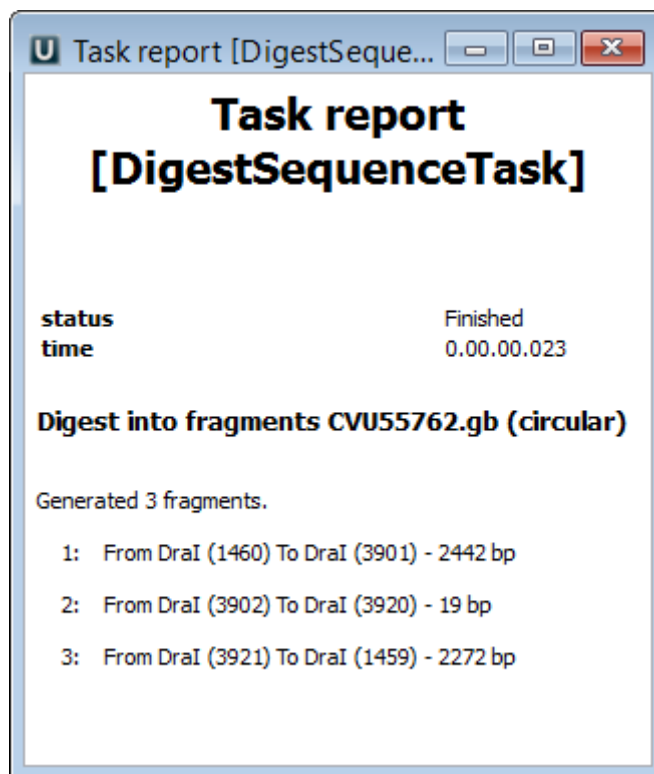 U Task report [DigestSeque...
Task report
[DigestSequenceTask]
status Finished
time 0.00.00.023
Digest into fragments CVU55762.gb (circular)
Generated 3 fragments.
1: From DraI (1460) To DraI (3901) - 2442 bp
2: From DraI (3902) To DraI (3920) - 19 bp
3: From DraI (3921) To DraI (1459) - 2272 bp